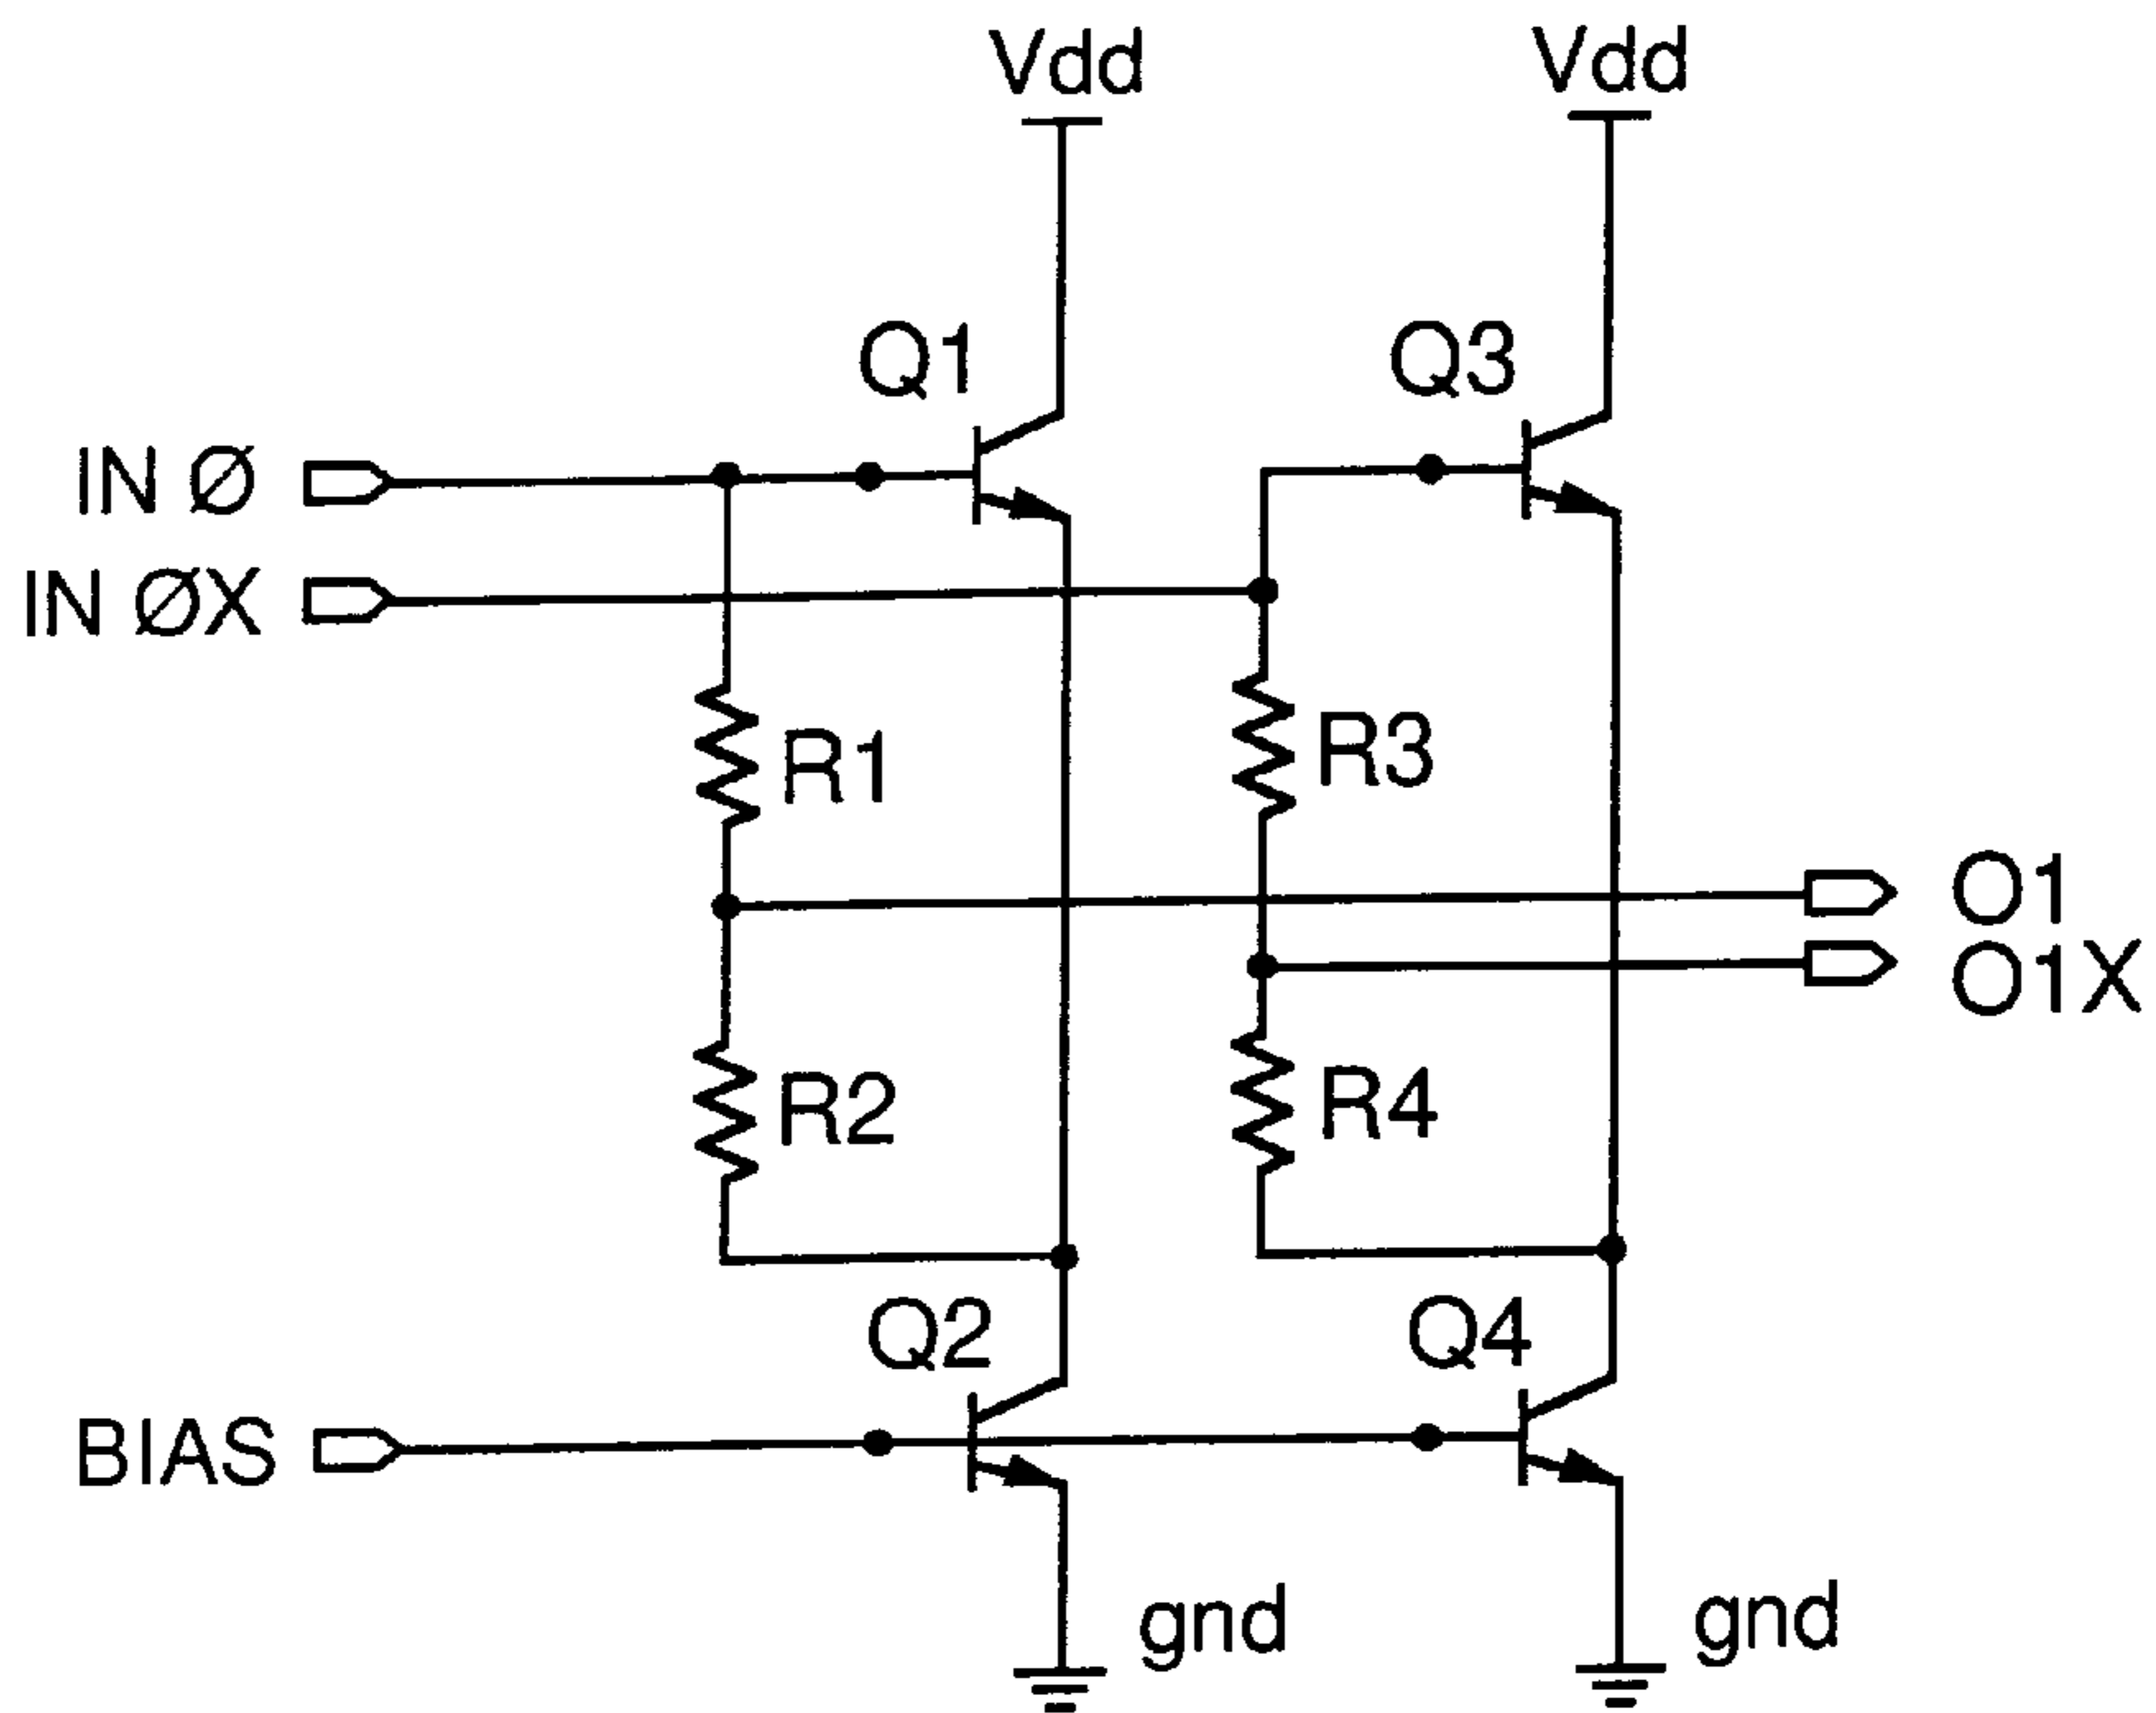 Vdd
Vdd
Q1
Q3
IN Ø
IN ØX
R1
R3
O1
O1X
R2
R4
Q2
Q4
BIAS
gnd
gnd